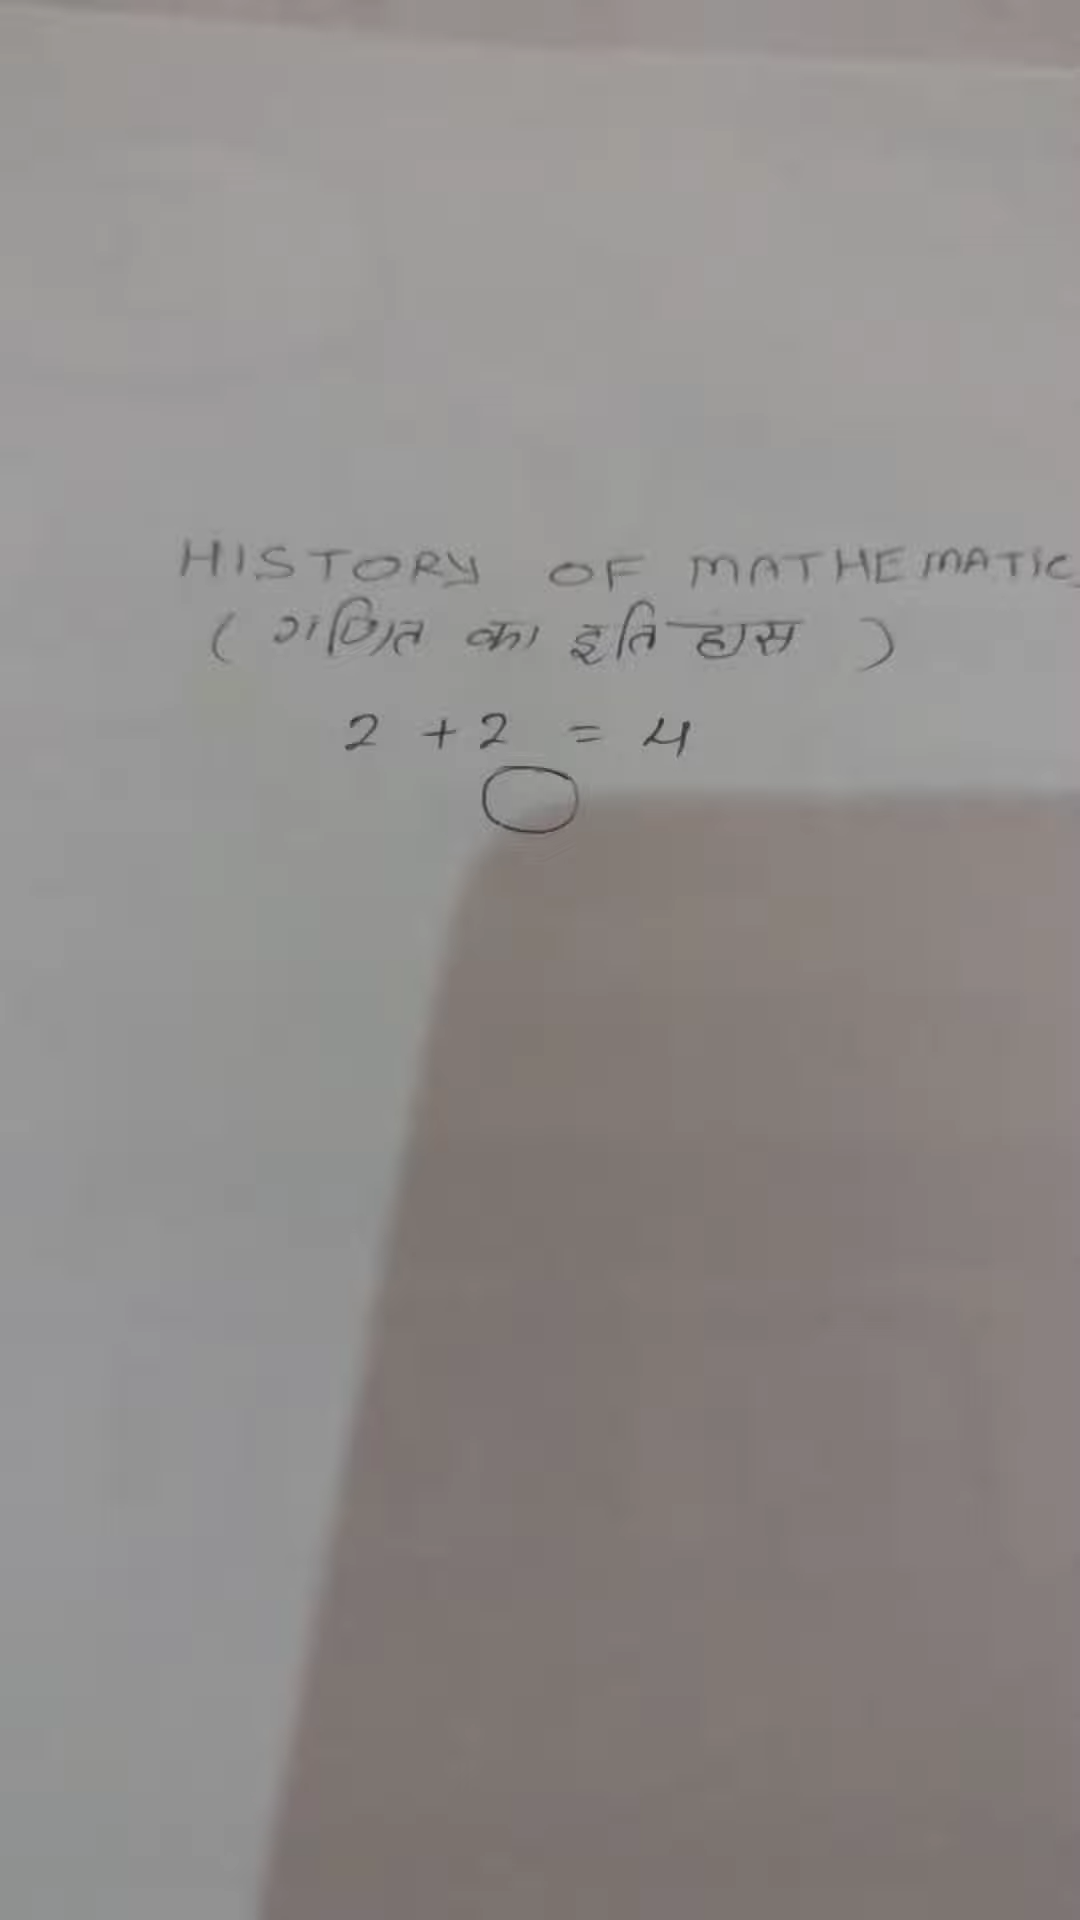 HISTORY OF MATHEMATIC
(गणित का इतिहास)
2 + 2 = 4